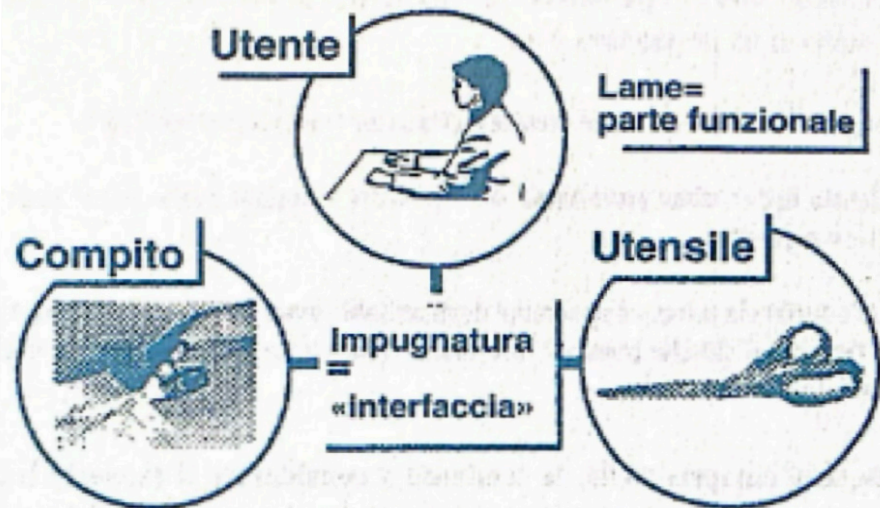 Utente
Lame=
parte funzionale
Compito
Utensile
Impugnatura
=
«interfaccia»